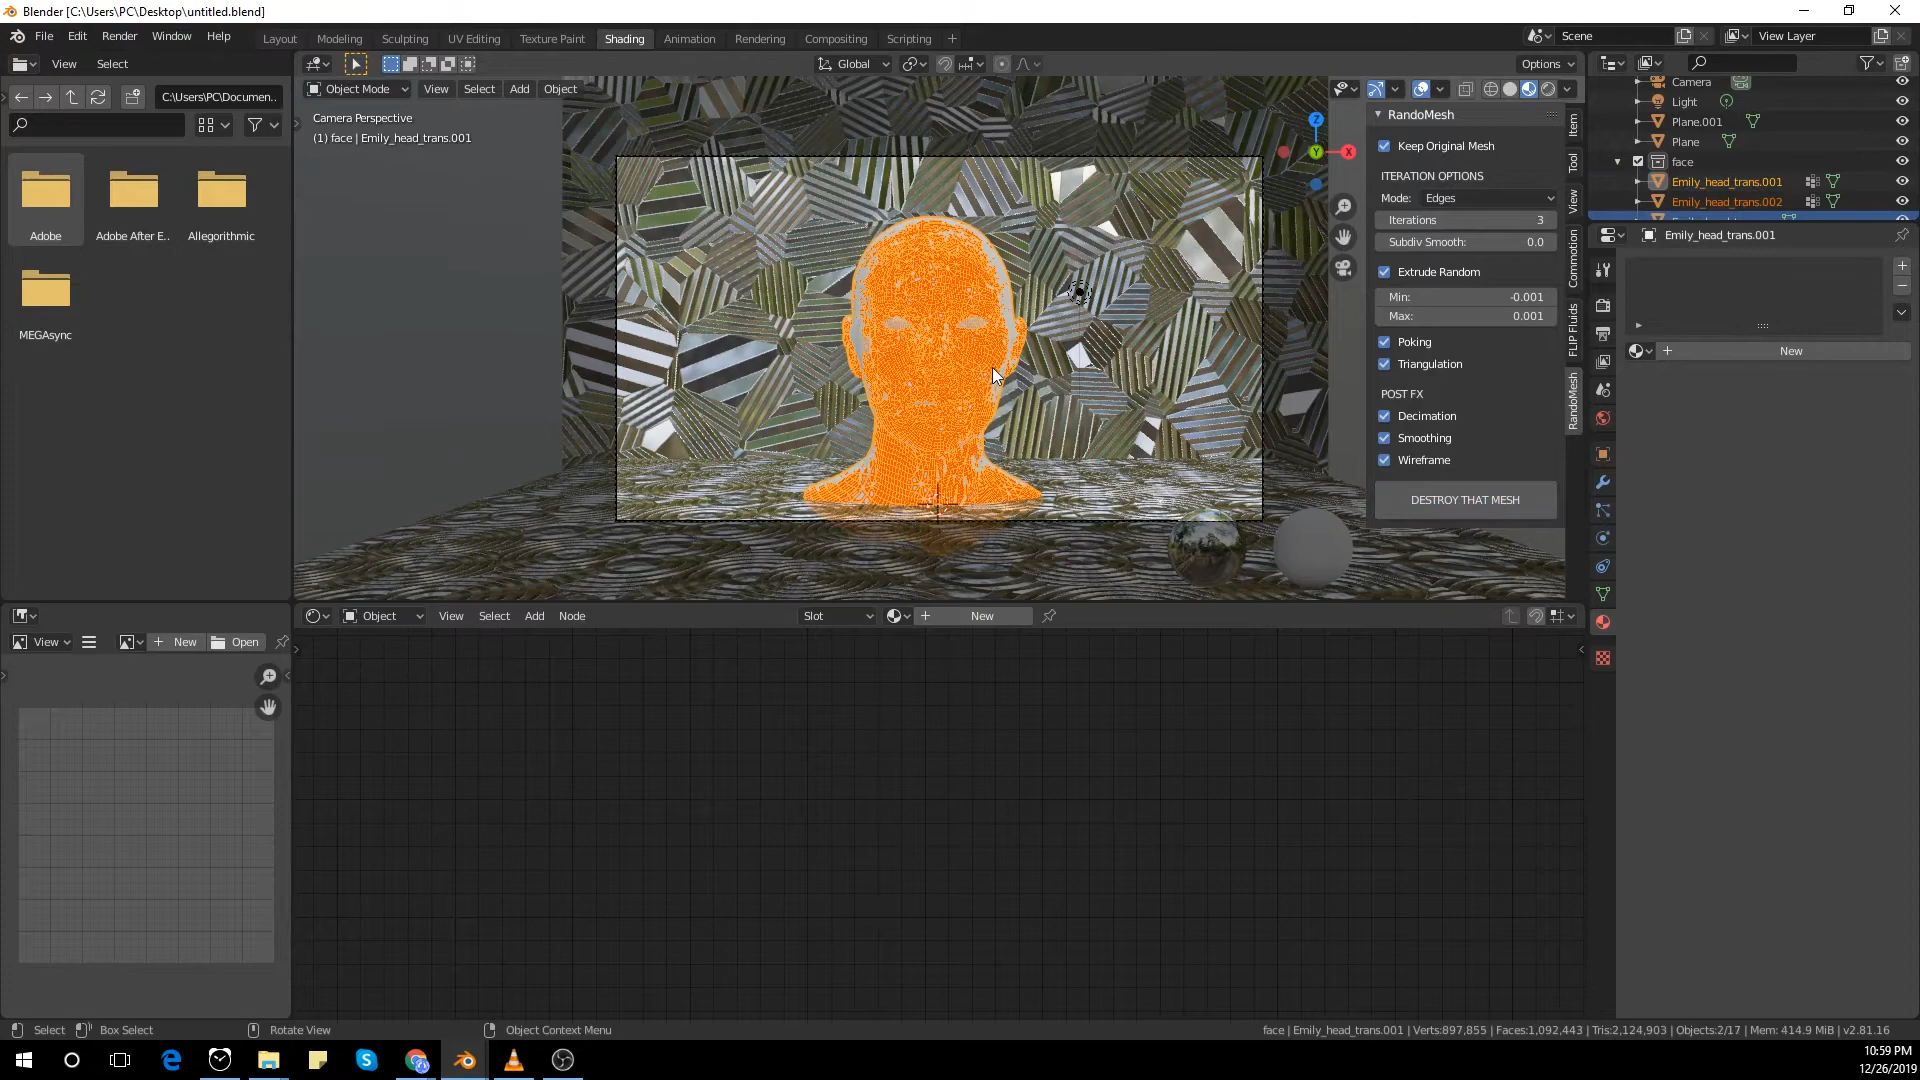 Blender [C:\Users\PC\Desktop\untitled.blend]
File Edit Render Window Help
Layout Modeling Sculpting UV Editing Texture Paint Shading Animation Rendering Compositing Scripting
Scene
View Layer
View Select
Global
Options
C:\Users\PC\Documen..
Object Mode View Select Add Object
Camera Perspective
(1) face | Emily_head_trans.001
Adobe
Adobe After E..
Allegorithmic
MEGAsync
Z
Y
X
RandoMesh
Keep Original Mesh
ITERATION OPTIONS
Mode: Edges
Iterations 3
Subdiv Smooth: 0.0
Extrude Random
Min: -0.001
Max: 0.001
Poking
Triangulation
POST FX
Decimation
Smoothing
Wireframe
DESTROY THAT MESH
Item
Tool
View
Commotion
FLIP Fluids
RandoMesh
Camera
Light
Plane.001
Plane
face
Emily_head_trans.001
Emily_head_trans.002
Emily_head_trans.001
New
View New Open
Object View Select Add Node
Slot
New
Select Box Select Rotate View Object Context Menu
face | Emily_head_trans.001 | Verts:897,855 | Faces:1,092,443 | Tris:2,124,903 | Objects:2/17 | Mem: 414.9 MiB | v2.81.16
10:59 PM
12/26/2019